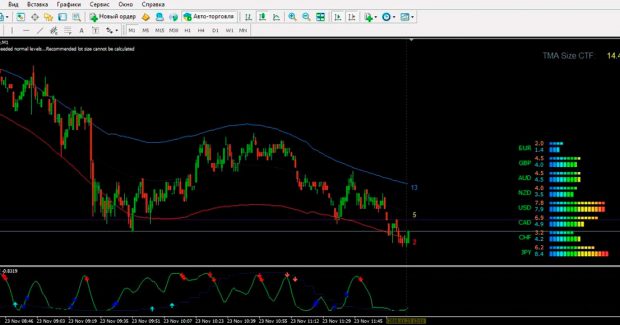 Вид Вставка Графики Сервис Окно Справка
Новый ордер Авто-торговля
A T M1 M5 M15 M30 H1 H4 D1 W1 MN
,M1
eeded normal levels...Recommended lot size cannot be calculated
TMA Size CTF: 14.4
EUR 2.0
1.4
GBP 4.5
4.0
AUD 4.5
4.5
NZD 4.0
3.5
USD 7.8
7.9
CAD 6.9
4.9
CHF 3.2
4.2
JPY 6.2
8.4
13
5
2
-0.8319
23 Nov 08:46 23 Nov 09:03 23 Nov 09:19 23 Nov 09:35 23 Nov 09:51 23 Nov 10:07 23 Nov 10:23 23 Nov 10:39 23 Nov 10:55 23 Nov 11:12 23 Nov 11:29 23 Nov 11:45